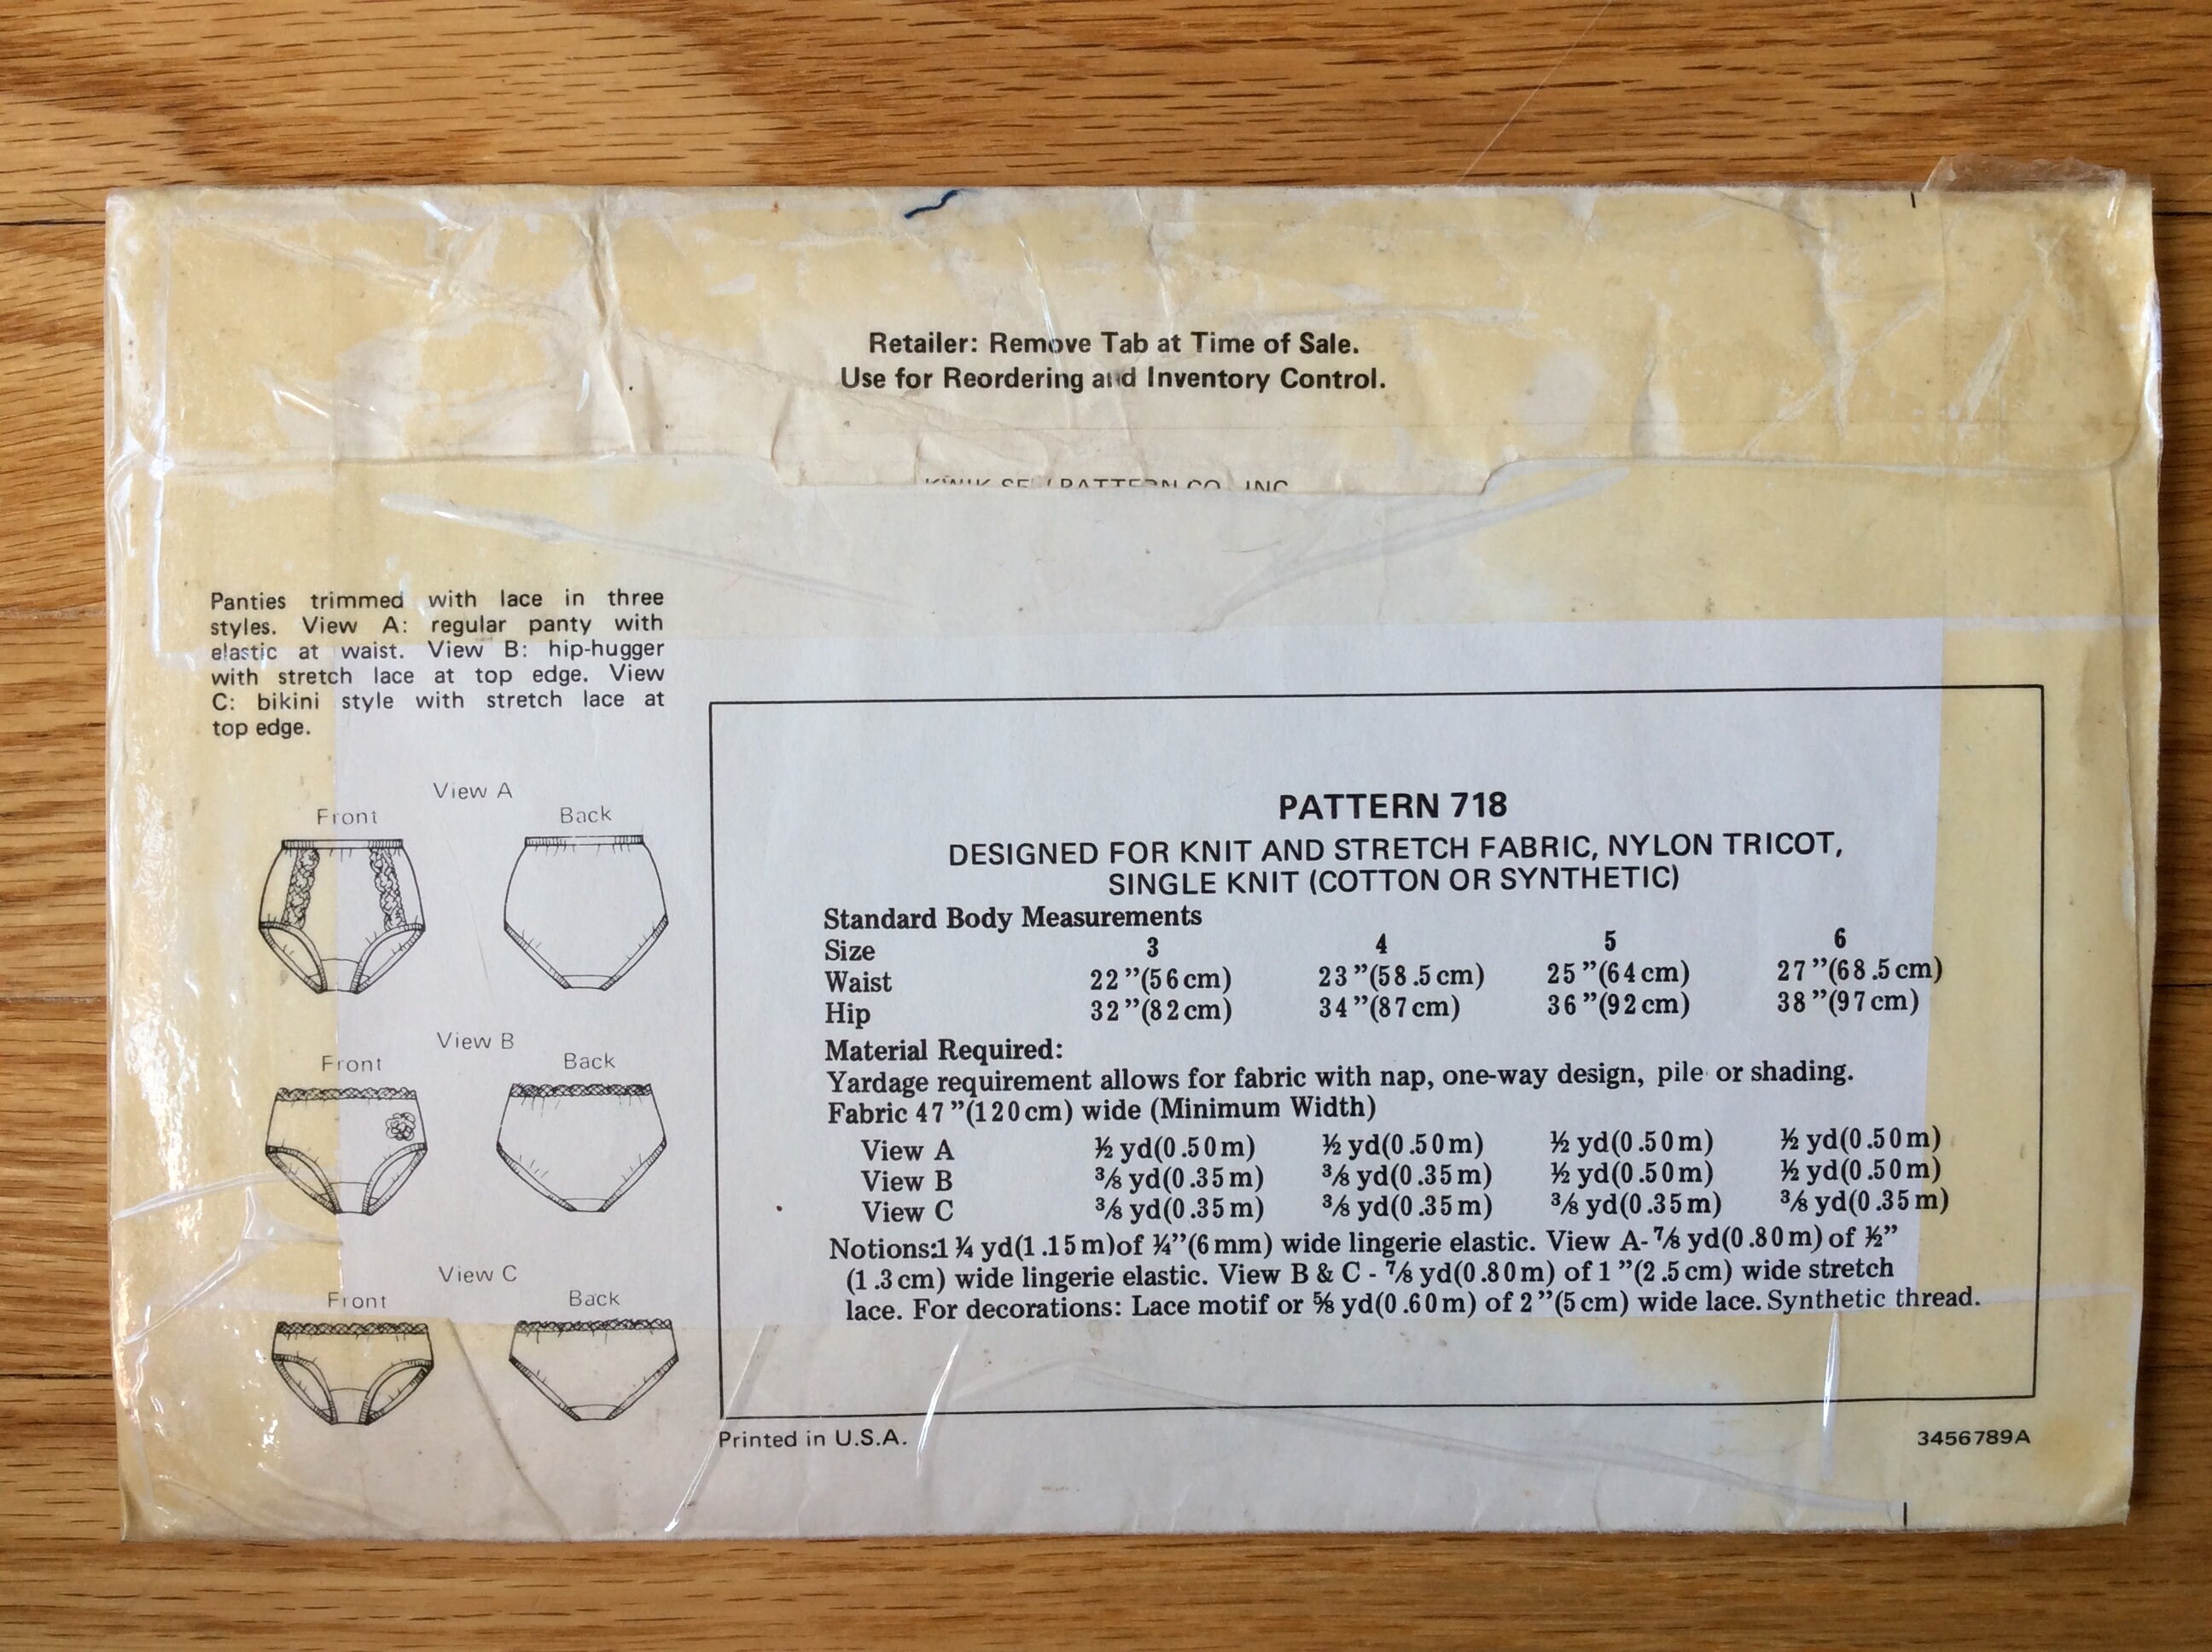 Retailer: Remove Tab at Time of Sale.
Use for Reordering and Inventory Control.
KWIK SEW PATTERN CO., INC.
Panties trimmed with lace in three
styles. View A: regular panty with
elastic at waist. View B: hip-hugger
with stretch lace at top edge. View
C: bikini style with stretch lace at
top edge.
View A
Front Back
View B
Front Back
View C
Front Back
PATTERN 718
DESIGNED FOR KNIT AND STRETCH FABRIC, NYLON TRICOT,
SINGLE KNIT (COTTON OR SYNTHETIC)
Standard Body Measurements
Size 3 4 5 6
Waist 22"(56cm) 23"(58.5cm) 25"(64cm) 27"(68.5cm)
Hip 32"(82cm) 34"(87cm) 36"(92cm) 38"(97cm)
Material Required:
Yardage requirement allows for fabric with nap, one-way design, pile or shading.
Fabric 47"(120cm) wide (Minimum Width)
View A ½ yd(0.50m) ½ yd(0.50m) ½ yd(0.50m) ½ yd(0.50m)
View B ⅜ yd(0.35m) ⅜ yd(0.35m) ½ yd(0.50m) ½ yd(0.50m)
View C ⅜ yd(0.35m) ⅜ yd(0.35m) ⅜ yd(0.35m) ⅜ yd(0.35m)
Notions:1 ¼ yd(1.15m)of ¼"(6mm) wide lingerie elastic. View A-⅞ yd(0.80m) of ½"
(1.3cm) wide lingerie elastic. View B & C - ⅞ yd(0.80m) of 1"(2.5cm) wide stretch
lace. For decorations: Lace motif or ⅝ yd(0.60m) of 2"(5cm) wide lace. Synthetic thread.
Printed in U.S.A. 3456789A